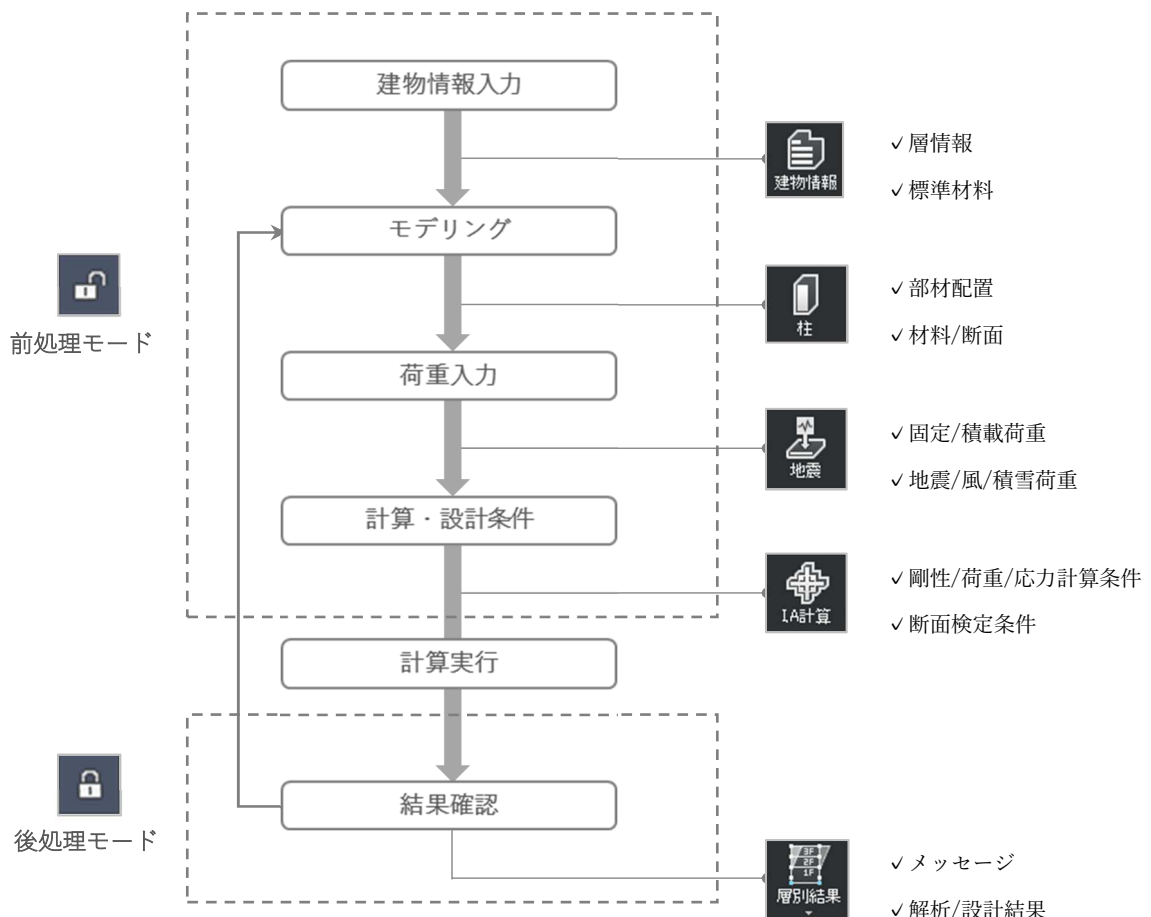 建物情報入力
建物情報
✓層情報
✓標準材料
モデリング
柱
✓部材配置
✓材料/断面
前処理モード
荷重入力
地震
✓固定/積載荷重
✓地震/風/積雪荷重
計算・設計条件
I.A計算
✓剛性/荷重/応力計算条件
✓断面検定条件
計算実行
結果確認
後処理モード
3F
2F
1F
層別結果
✓メッセージ
✓解析/設計結果